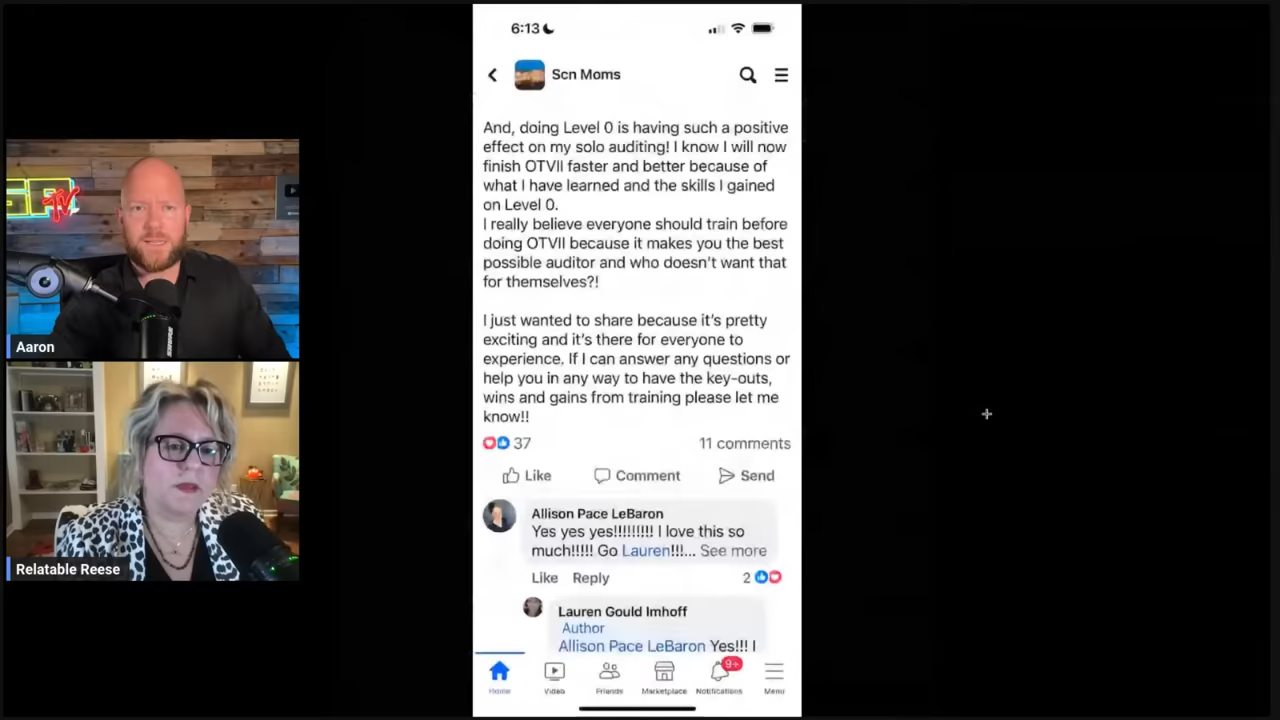 6:13
Scn Moms
And, doing Level 0 is having such a positive
effect on my solo auditing! I know I will now
finish OTVII faster and better because of
what I have learned and the skills I gained
on Level 0.
I really believe everyone should train before
doing OTVII because it makes you the best
possible auditor and who doesn't want that
for themselves?!
I just wanted to share because it's pretty
exciting and it's there for everyone to
experience. If I can answer any questions or
help you in any way to have the key-outs,
wins and gains from training please let me
know!!
37
11 comments
Like
Comment
Send
Allison Pace LeBaron
Yes yes yes!!!!!!!!! I love this so
much!!!!! Go Lauren!!!... See more
Like Reply
2
Lauren Gould Imhoff
Author
Allison Pace LeBaron Yes!!! I
9+
Home
Video
Friends
Marketplace
Notifications
Menu
TV
Aaron
Relatable Reese